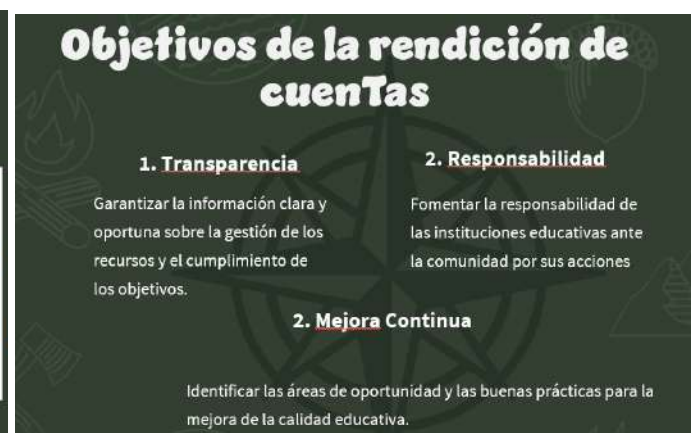 Objetivos de la rendición de
cuenTas
1. Transparencia
Garantizar la información clara y
oportuna sobre la gestión de los
recursos y el cumplimiento de
los objetivos.
2. Responsabilidad
Fomentar la responsabilidad de
las instituciones educativas ante
la comunidad por sus acciones
2. Mejora Continua
Identificar las áreas de oportunidad y las buenas prácticas para la
mejora de la calidad educativa.